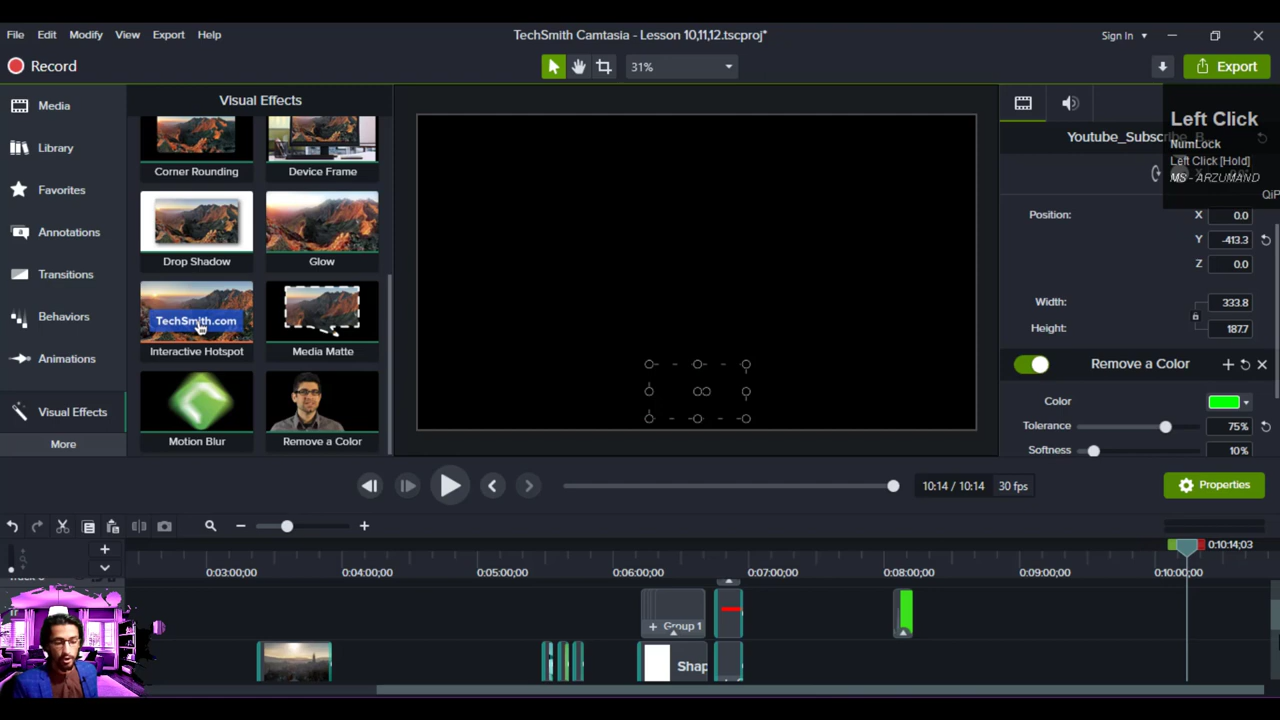 File Edit Modify View Export Help
TechSmith Camtasia - Lesson 10,11,12.tscproj*
Sign In
Record
31%
Export
Media
Library
Favorites
Annotations
Transitions
Behaviors
Animations
Visual Effects
More
Visual Effects
Corner Rounding
Device Frame
Drop Shadow
Glow
TechSmith.com
Interactive Hotspot
Media Matte
Motion Blur
Remove a Color
Left Click
NumLock
Left Click [Hold]
MS - ARZUMAND
QiP
Youtube_Subscribe_B
Position:
X 0.0
Y -413.3
Z 0.0
Width: 333.8
Height: 187.7
Remove a Color
Color
Tolerance 75%
Softness 10%
10:14 / 10:14 30 fps
Properties
0:10:14;03
0:03:00;00 0:04:00;00 0:05:00;00 0:06:00;00 0:07:00;00 0:08:00;00 0:09:00;00 0:10:00;00
+ Group 1
Shap